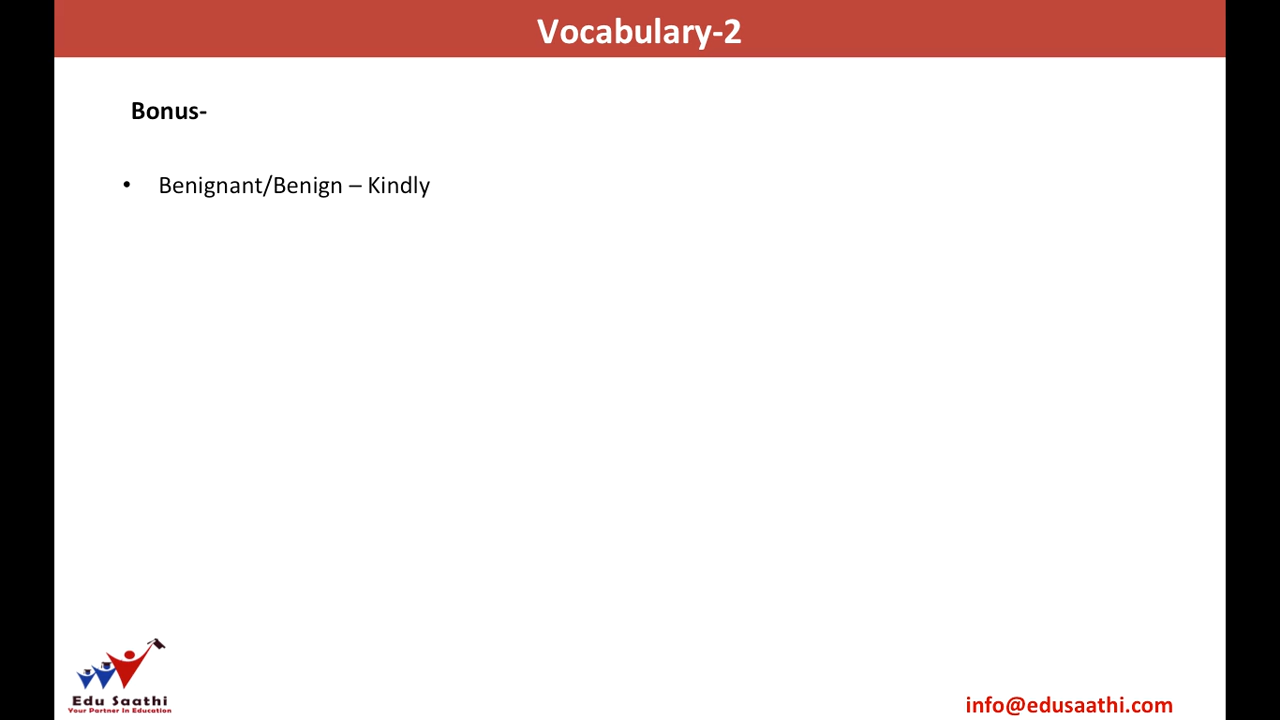 Vocabulary-2
Bonus-
• Benignant/Benign – Kindly
Edu Saathi
Your Partner In Education
info@edusaathi.com